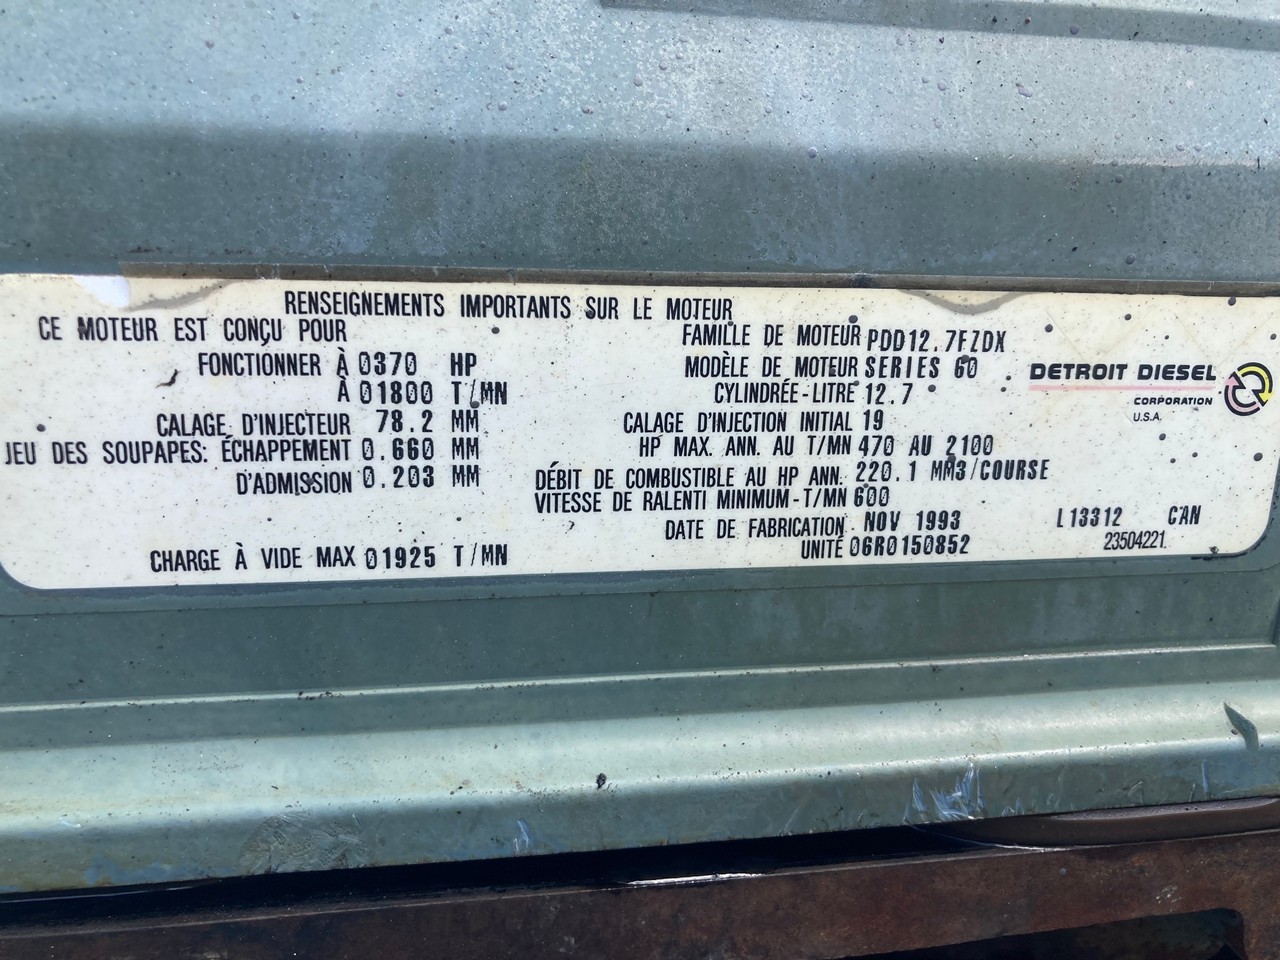 RENSEIGNEMENTS IMPORTANTS SUR LE MOTEUR
CE MOTEUR EST CONÇU POUR
FONCTIONNER À 0370 HP
À 01800 T/MN
CALAGE D'INJECTEUR 78.2 MM
JEU DES SOUPAPES: ÉCHAPPEMENT 0.660 MM
D'ADMISSION 0.203 MM
CHARGE À VIDE MAX 01925 T/MN
FAMILLE DE MOTEUR PDD12.7FZDX
MODÈLE DE MOTEUR SERIES 60
CYLINDRÉE-LITRE 12.7
CALAGE D'INJECTION INITIAL 19
HP MAX. ANN. AU T/MN 470 AU 2100
DÉBIT DE COMBUSTIBLE AU HP ANN. 220.1 MM3/COURSE
VITESSE DE RALENTI MINIMUM-T/MN 600
DATE DE FABRICATION NOV 1993
UNITÉ 06R0150852
DETROIT DIESEL
CORPORATION
U.S.A.
L13312 CAN
23504221